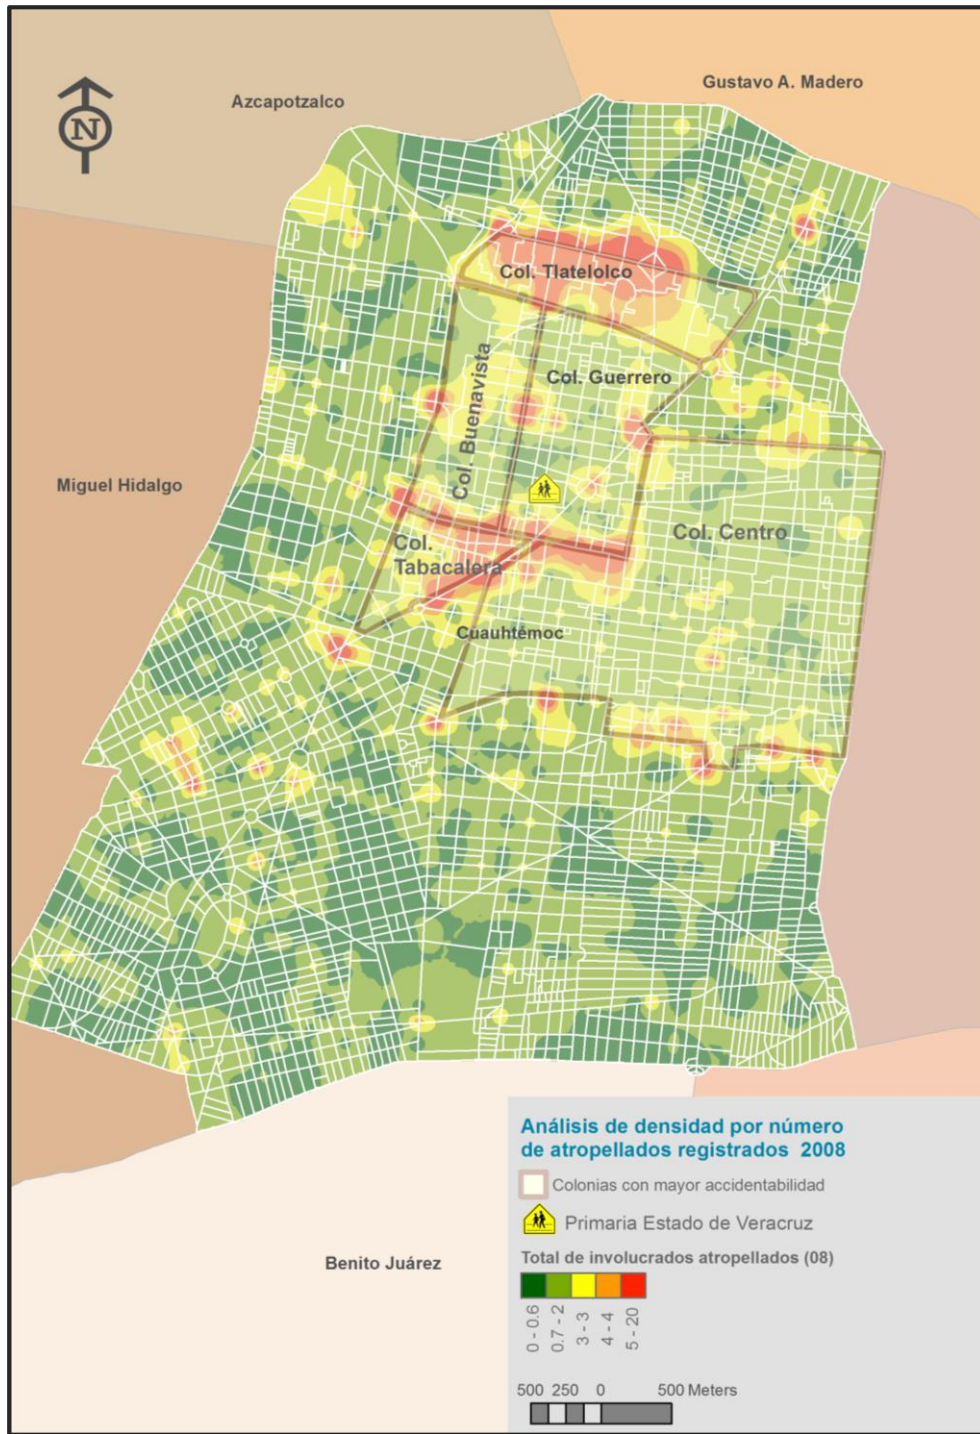 Gustavo A. Madero
Azcapotzalco
N
Col. Tlatelolco
Col. Buenavista
Col. Guerrero
Miguel Hidalgo
Col. Centro
Col.
Tabacalera
Cuauhtémoc
Análisis de densidad por número
de atropellados registrados 2008
Colonias con mayor accidentabilidad
Primaria Estado de Veracruz
Benito Juárez
Total de involucrados atropellados (08)
0 - 0.6
0.7 - 2
3 - 3
4 - 4
5 - 20
500 250 0 500 Meters